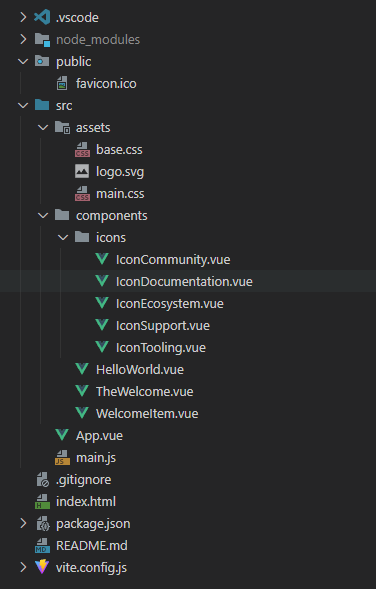 .vscode
node_modules
public
favicon.ico
src
assets
base.css
logo.svg
main.css
components
icons
IconCommunity.vue
IconDocumentation.vue
IconEcosystem.vue
IconSupport.vue
IconTooling.vue
HelloWorld.vue
TheWelcome.vue
WelcomeItem.vue
App.vue
main.js
.gitignore
index.html
package.json
README.md
vite.config.js